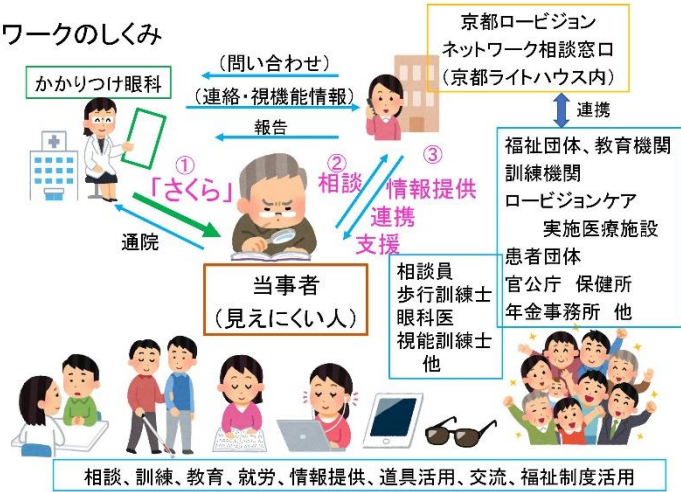 ワークのしくみ
京都ロービジョン
ネットワーク相談窓口
(京都ライトハウス内)
かかりつけ眼科
(問い合わせ)
(連絡・視機能情報)
報告
連携
①
「さくら」
通院
②
相談
③
情報提供
連携
支援
当事者
(見えにくい人)
福祉団体、教育機関
訓練機関
ロービジョンケア
実施医療施設
患者団体
官公庁 保健所
年金事務所 他
相談員
歩行訓練士
眼科医
視能訓練士
他
相談、訓練、教育、就労、情報提供、道具活用、交流、福祉制度活用